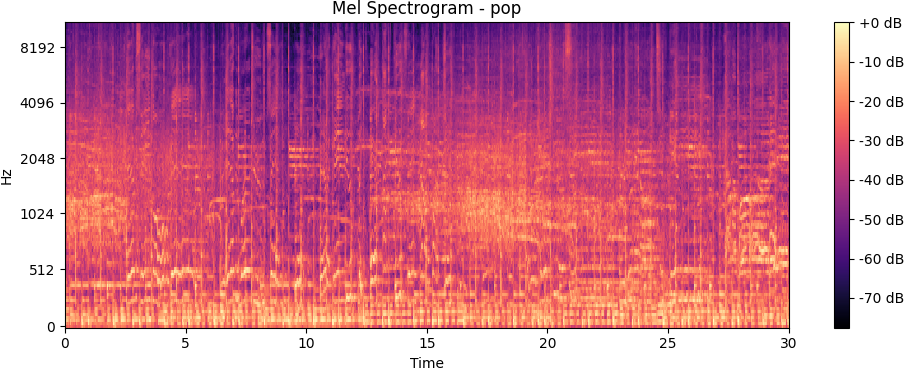 Mel Spectrogram - pop
Hz
8192
4096
2048
1024
512
0
0 5 10 15 20 25 30
Time
+0 dB
-10 dB
-20 dB
-30 dB
-40 dB
-50 dB
-60 dB
-70 dB